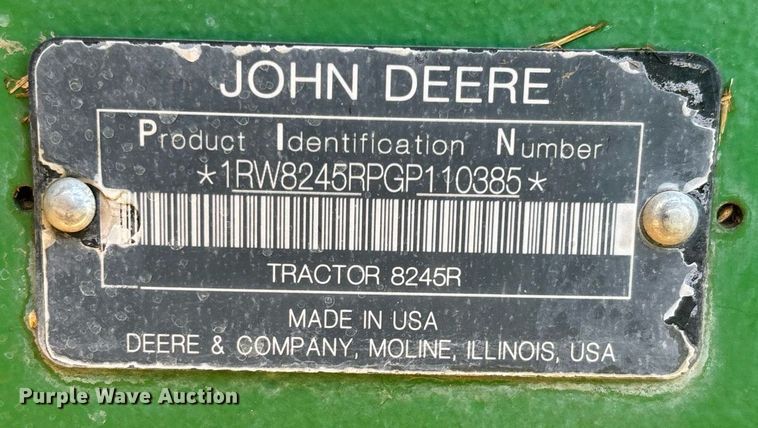 JOHN DEERE
Product Identification Number
*1RW8245RPGP110385*
TRACTOR 8245R
MADE IN USA
DEERE & COMPANY, MOLINE, ILLINOIS, USA
Purple Wave Auction